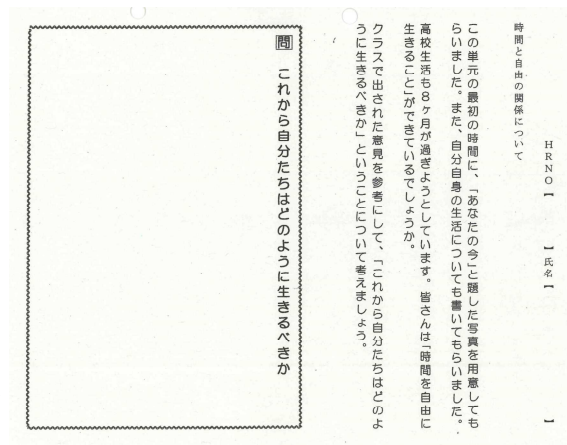 HRNO【　　　】氏名【　　　　　　　】
時間と自由の関係について
この単元の最初の時間に、「あなたの今」と題した写真を用意しても
らいました。また、自分自身の生活についても書いてもらいました。
高校生活も8ヶ月が過ぎようとしています。皆さんは「時間を自由に
生きること」ができているでしょうか。
クラスで出された意見を参考にして、「これから自分たちはどのよ
うに生きるべきか」ということについて考えましょう。
問　これから自分たちはどのように生きるべきか